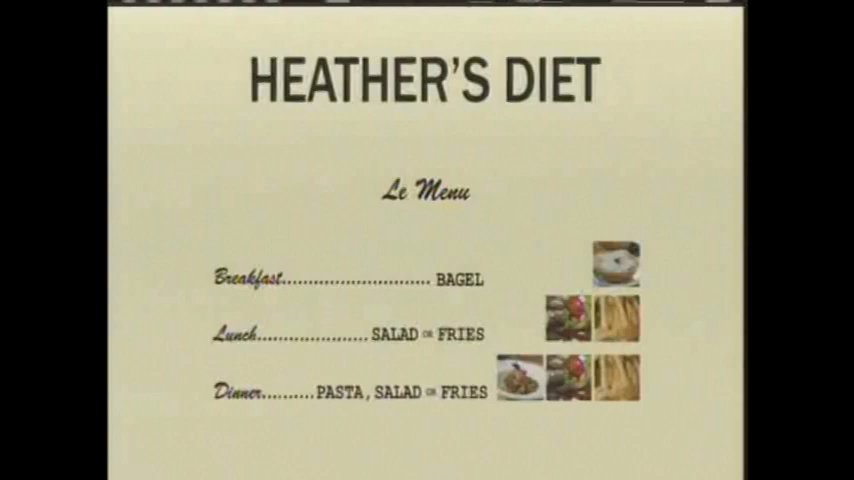 HEATHER'S DIET
Le Menu
Breakfast........................... BAGEL
Lunch.................... SALAD OR FRIES
Dinner..........PASTA, SALAD OR FRIES